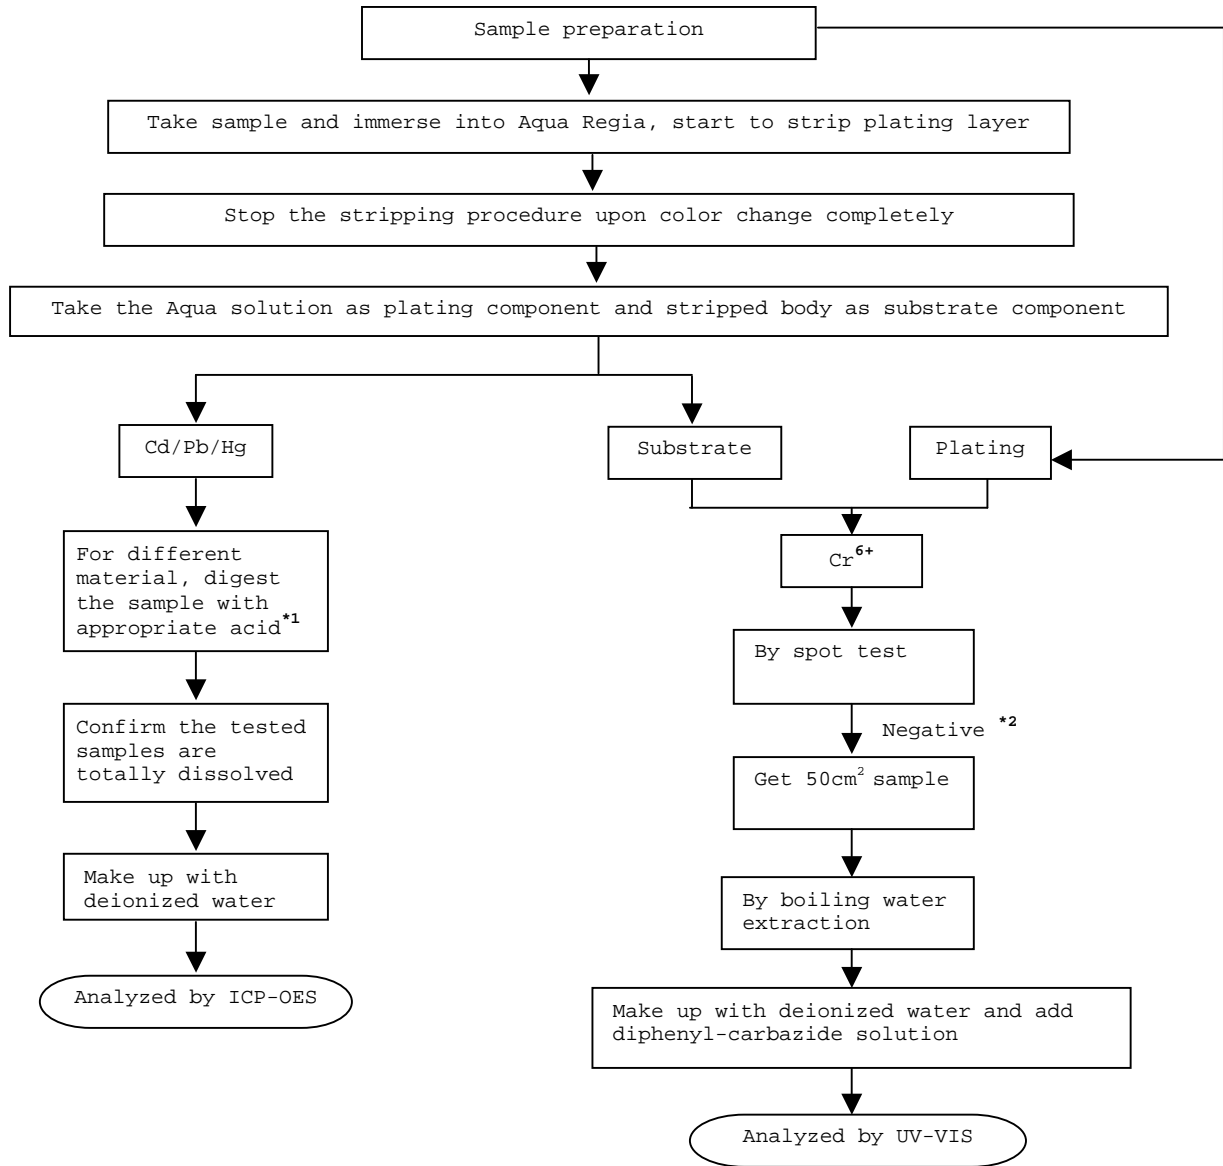 Sample preparation
Take sample and immerse into Aqua Regia, start to strip plating layer
Stop the stripping procedure upon color change completely
Take the Aqua solution as plating component and stripped body as substrate component
Cd/Pb/Hg
For different
material, digest
the sample with
appropriate acid*1
Confirm the tested
samples are
totally dissolved
Make up with
deionized water
Analyzed by ICP-OES
Substrate
Plating
Cr6+
By spot test
Negative *2
Get 50cm2 sample
By boiling water
extraction
Make up with deionized water and add
diphenyl-carbazide solution
Analyzed by UV-VIS